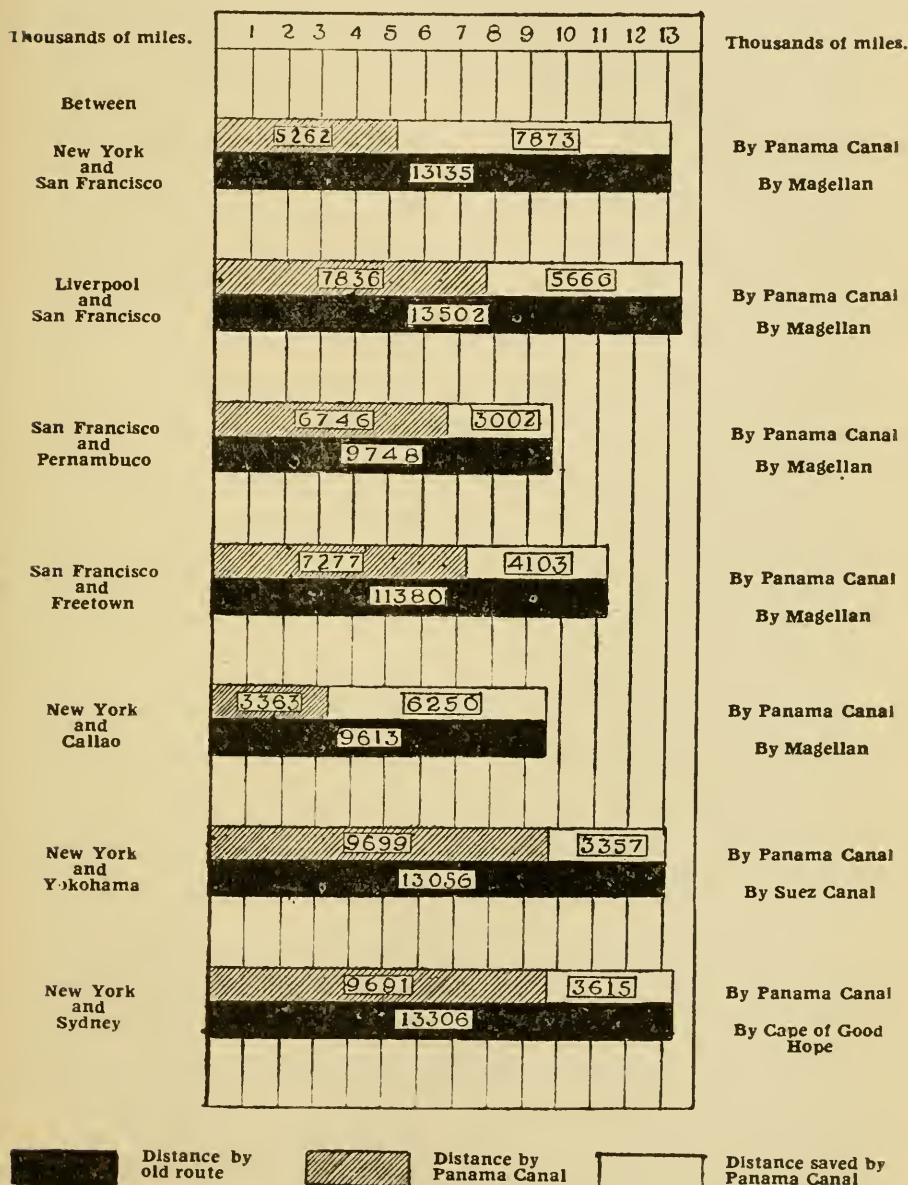 Thousands of miles. 1 2 3 4 5 6 7 8 9 10 11 12 13 Thousands of miles.
Between
New York
and
San Francisco
5262 7873
13135
By Panama Canal
By Magellan
Liverpool
and
San Francisco
7836 5666
13502
By Panama Canal
By Magellan
San Francisco
and
Pernambuco
6746 3002
9748
By Panama Canal
By Magellan
San Francisco
and
Freetown
7277 4103
11380
By Panama Canal
By Magellan
New York
and
Callao
3363 6250
9613
By Panama Canal
By Magellan
New York
and
Yokohama
9699 3357
13056
By Panama Canal
By Suez Canal
New York
and
Sydney
9691 3615
13306
By Panama Canal
By Cape of Good
Hope
Distance by
old route
Distance by
Panama Canal
Distance saved by
Panama Canal